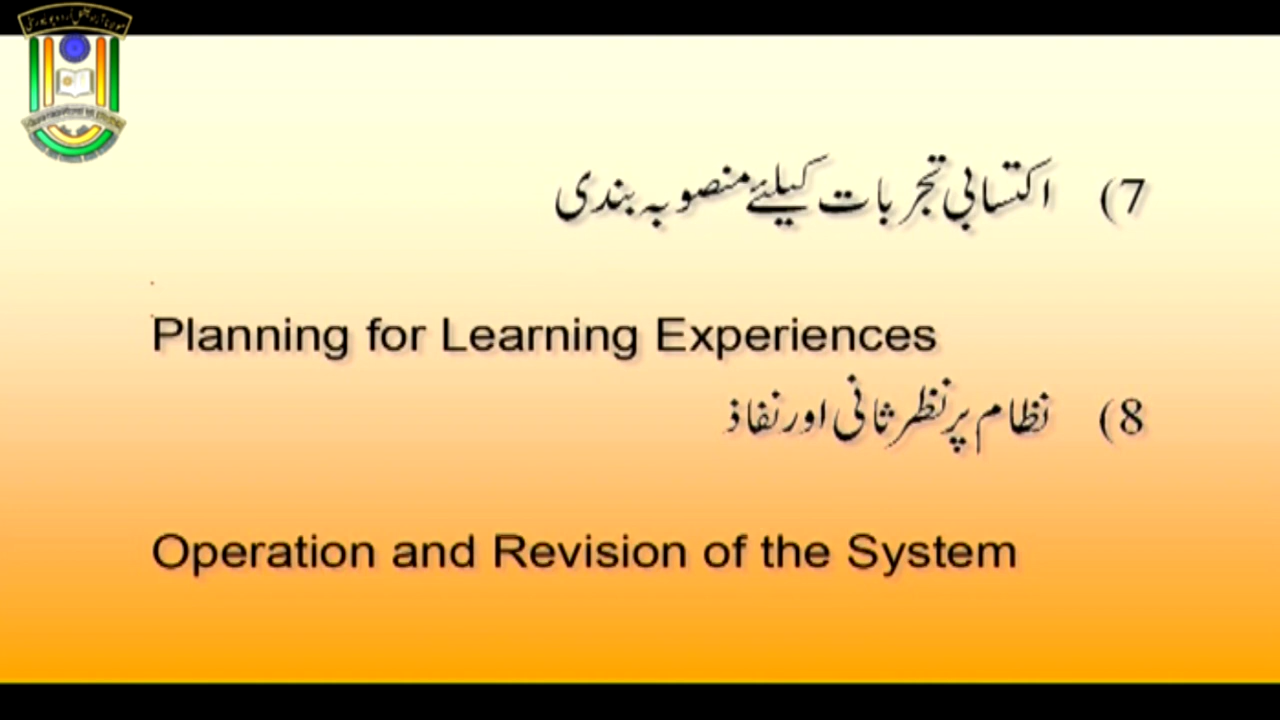 7) اکتسابی تجربات کیلئے منصوبہ بندی
Planning for Learning Experiences
8) نظام پر نظر ثانی اور نفاذ
Operation and Revision of the System